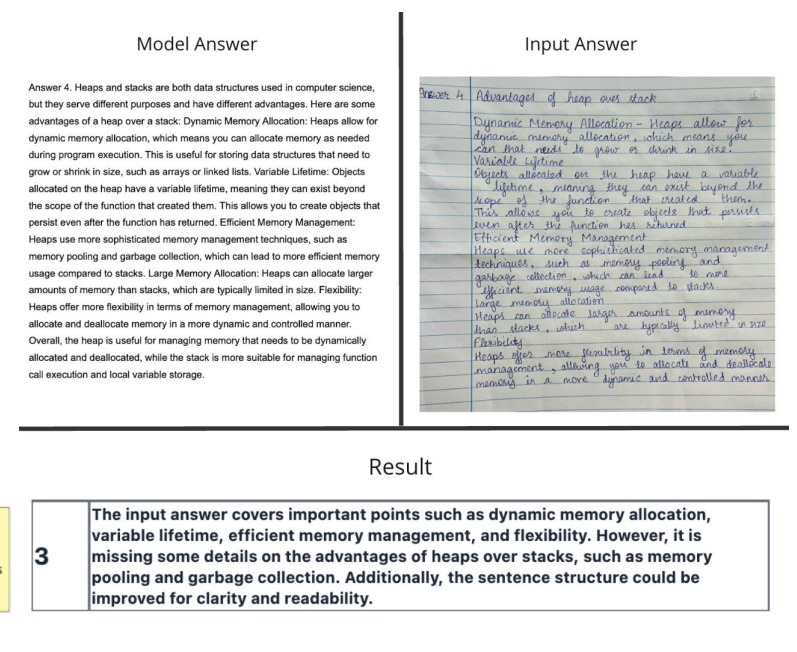 Model Answer
Answer 4. Heaps and stacks are both data structures used in computer science,
but they serve different purposes and have different advantages. Here are some
advantages of a heap over a stack: Dynamic Memory Allocation: Heaps allow for
dynamic memory allocation, which means you can allocate memory as needed
during program execution. This is useful for storing data structures that need to
grow or shrink in size, such as arrays or linked lists. Variable Lifetime: Objects
allocated on the heap have a variable lifetime, meaning they can exist beyond
the scope of the function that created them. This allows you to create objects that
persist even after the function has returned. Efficient Memory Management:
Heaps use more sophisticated memory management techniques, such as
memory pooling and garbage collection, which can lead to more efficient memory
usage compared to stacks. Large Memory Allocation: Heaps can allocate larger
amounts of memory than stacks, which are typically limited in size. Flexibility:
Heaps offer more flexibility in terms of memory management, allowing you to
allocate and deallocate memory in a more dynamic and controlled manner.
Overall, the heap is useful for managing memory that needs to be dynamically
allocated and deallocated, while the stack is more suitable for managing function
call execution and local variable storage.
Input Answer
Answer 4 Advantages of heap over stack
Dynamic Memory Allocation - Heaps allow for
dynamic memory allocation, which means you
can that needs to grow or shrink in size.
Variable Lifetime
Objects allocated on the heap have a variable
lifetime, meaning they can exist beyond the
scope of the function that created them.
This allows you to create objects that persists
even after the function has returned
Efficient Memory Management
Heaps use more sophisticated memory management
techniques, such as memory pooling and
garbage collection, which can lead to more
efficient memory usage compared to stacks
Large memory allocation
Heaps can allocate larger amounts of memory
than stacks, which are typically limited in size
Flexibility
Heaps offer more flexibility in terms of memory
management, allowing you to allocate and deallocate
memory in a more dynamic and controlled manner
Result
3
The input answer covers important points such as dynamic memory allocation,
variable lifetime, efficient memory management, and flexibility. However, it is
missing some details on the advantages of heaps over stacks, such as memory
pooling and garbage collection. Additionally, the sentence structure could be
improved for clarity and readability.